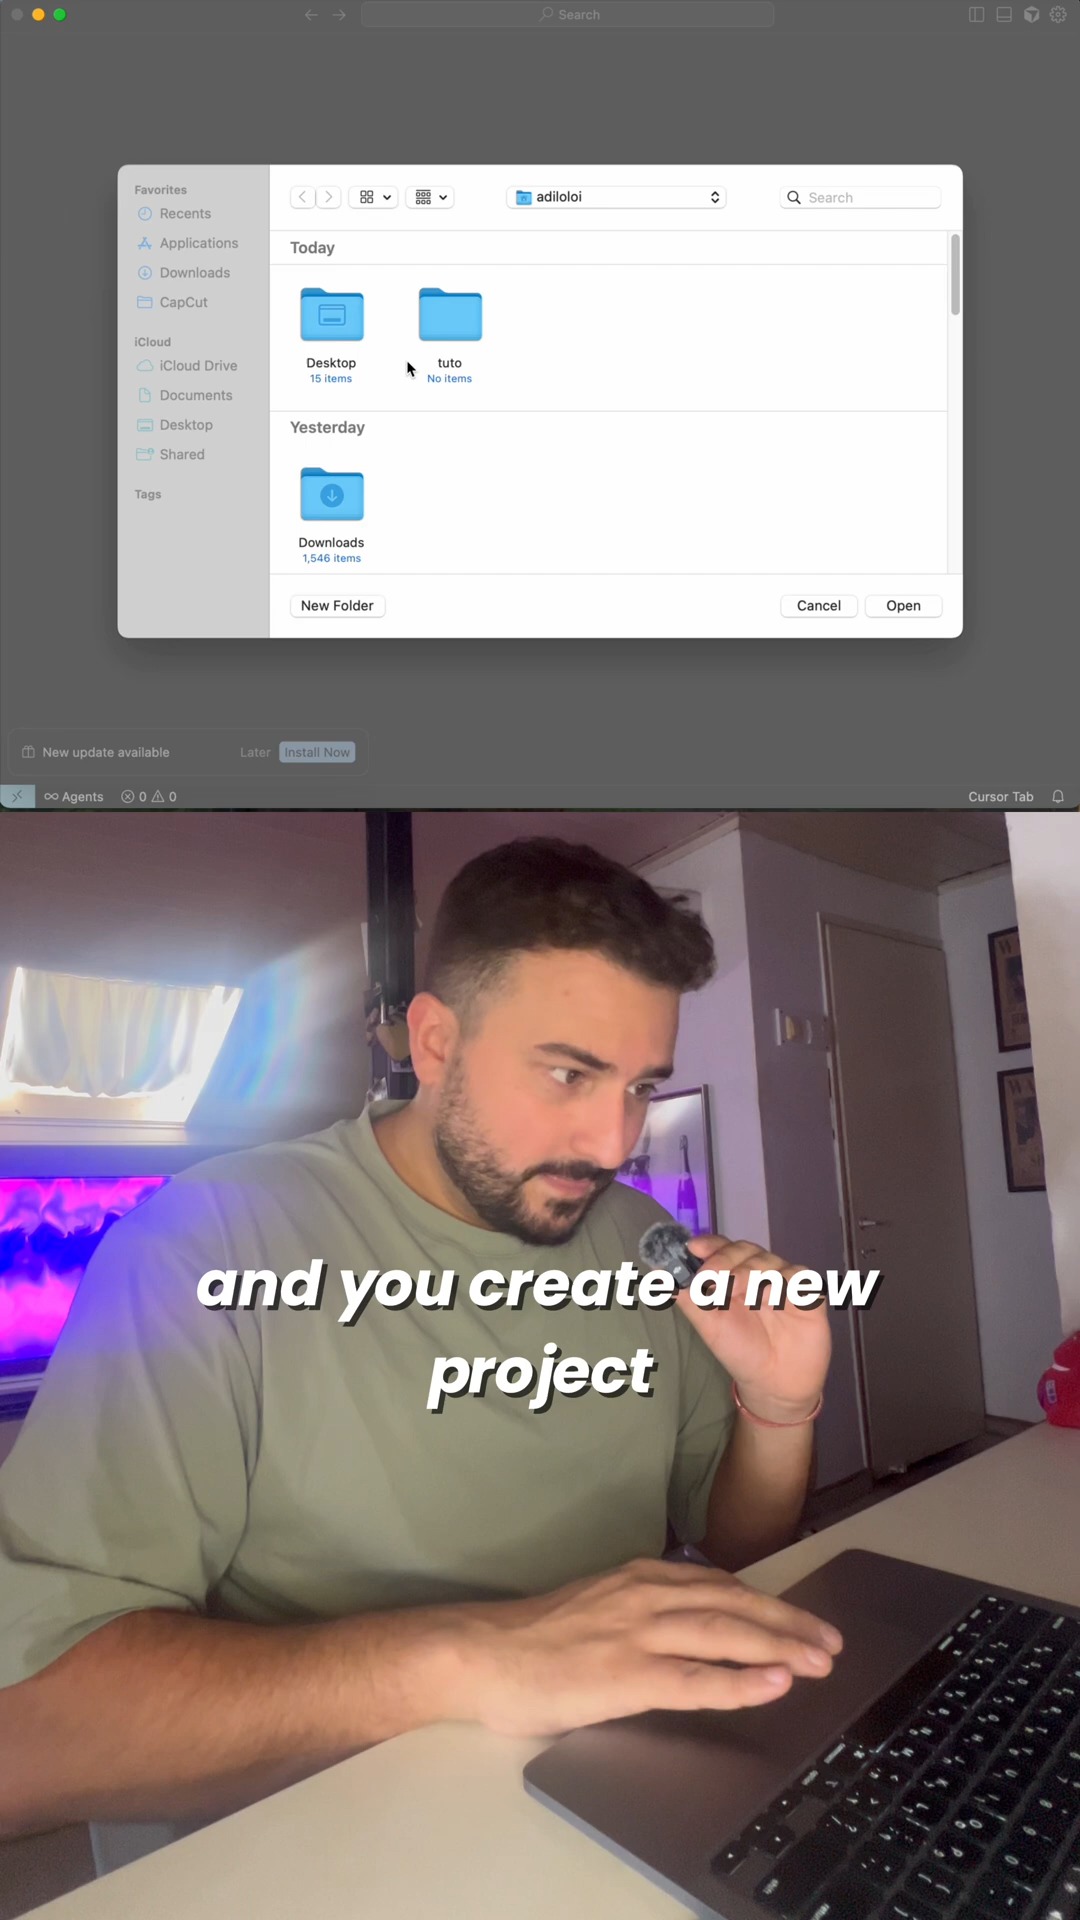 Search
Favorites
Recents
Applications
Downloads
CapCut
iCloud
iCloud Drive
Documents
Desktop
Shared
Tags
adiloloi
Search
Today
Desktop
15 items
tuto
No items
Yesterday
Downloads
1,546 items
New Folder
Cancel
Open
New update available
Later
Install Now
Agents
0
0
Cursor Tab
and you create a new
project